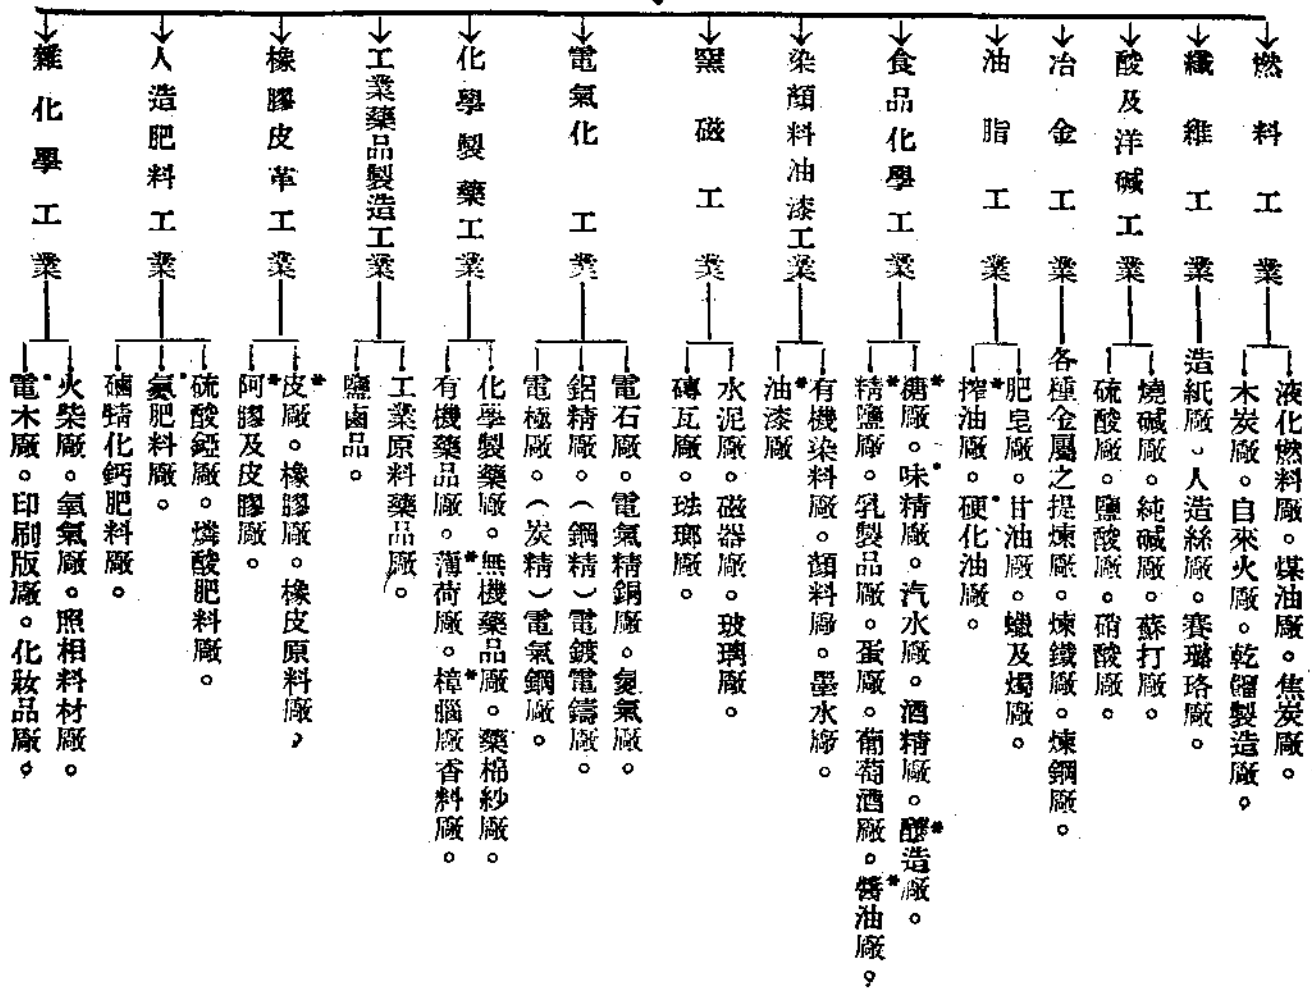 燃料工業
液化燃料廠。煤油廠。焦炭廠。
木炭廠。自來火廠。乾餾製造廠。
纖維工業
造紙廠、人造絲廠。賽璐珞廠。
酸及洋碱工業
燒碱廠。純碱廠。蘇打廠。
硫酸廠。鹽酸廠。硝酸廠。
冶金工業
各種金屬之提煉廠。煉鐵廠。煉鋼廠。
油脂工業
肥皂廠。甘油廠。蠟及燭廠。
*榨油廠。硬化油廠。
食品化學工業
*糖廠。味精廠。汽水廠。酒精廠。*釀造廠。
*精鹽廠。乳製品廠。蛋廠。葡萄酒廠。*醬油廠,
染顏料油漆工業
有機染料廠。顏料廠。墨水廠。
*油漆廠
窯磁工業
水泥廠。磁器廠。玻璃廠。
磚瓦廠。琺瑯廠。
電氣化工業
電石廠。電氣精銅廠。氮氣廠。
鋁精廠。(鋼精)電鍍電鑄廠。
電極廠。(炭精)電氣鋼廠。
化學製藥工業
化學製藥廠。無機藥品廠。藥棉紗廠。
有機藥品廠。*薄荷廠。*樟腦廠香料廠。
工業藥品製造工業
工業原料藥品廠。
鹽鹵品。
橡膠皮革工業
*皮廠。橡膠廠。橡皮原料廠,
*阿膠及皮膠廠。
人造肥料工業
硫酸錏廠。燐酸肥料廠。
氨肥料廠。
化鈣肥料廠。
雜化學工業
火柴廠。氧氣廠。照相料材廠。
電木廠。印刷版廠。化妝品廠,